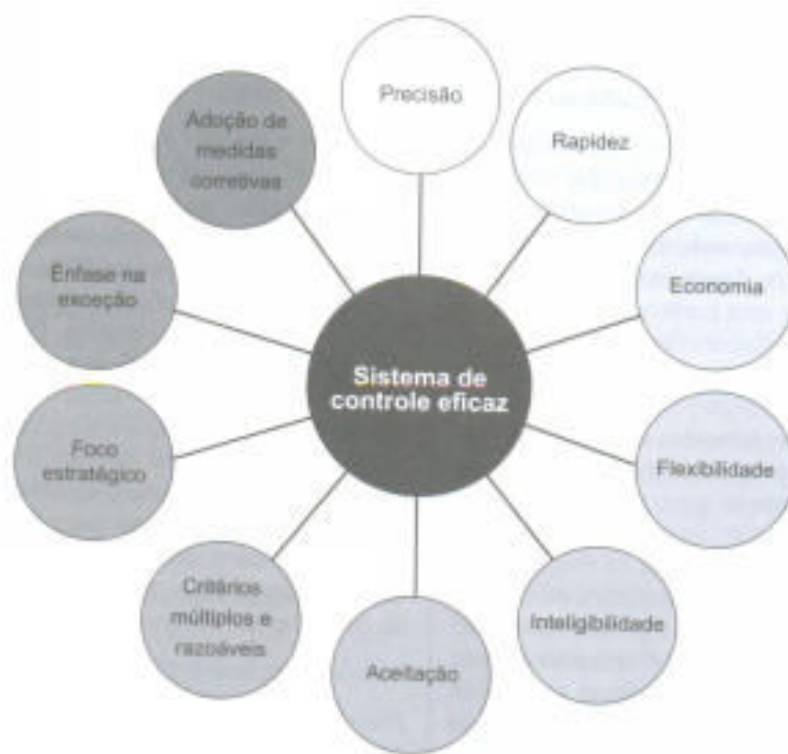 Precisão
Rapidez
Economia
Flexibilidade
Inteligibilidade
Aceitação
Critérios
múltiplos e
razoáveis
Foco
estratégico
Ênfase na
exceção
Adoção de
medidas
corretivas
Sistema de
controle eficaz